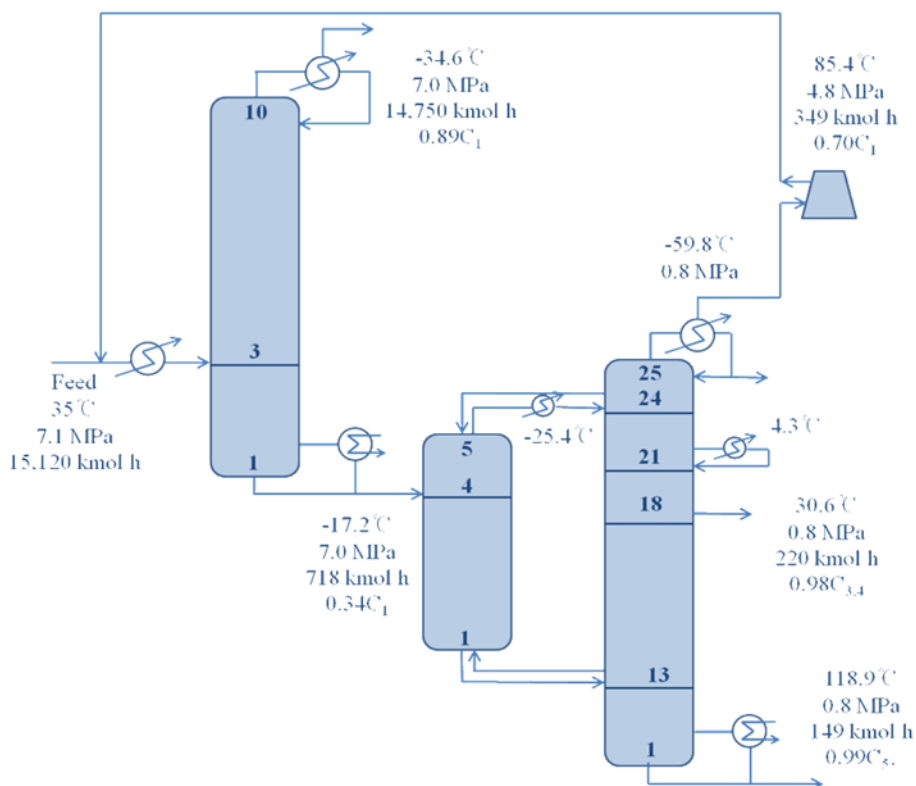 -34.6℃
7.0 MPa
14,750 kmol h
0.89C₁
10
3
1
Feed
35℃
7.1 MPa
15,120 kmol h
85.4℃
4.8 MPa
349 kmol h
0.70C₁
-59.8℃
0.8 MPa
-25.4℃
5
4
1
-17.2℃
7.0 MPa
718 kmol h
0.34C₁
25
24
21
18
13
1
4.3℃
30.6℃
0.8 MPa
220 kmol h
0.98C₃,₄
118.9℃
0.8 MPa
149 kmol h
0.99C₅.